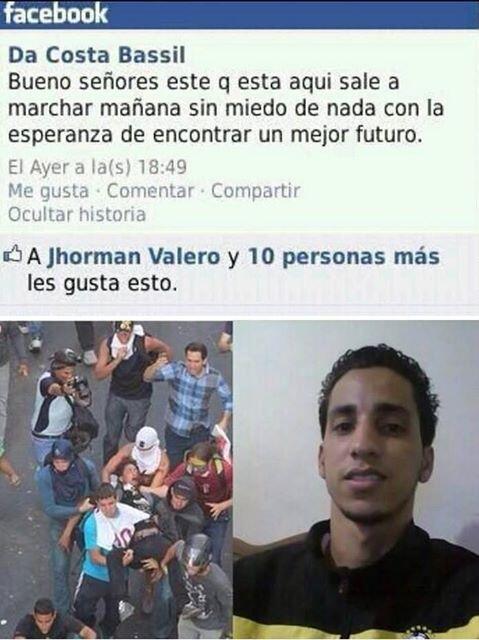 facebook
Da Costa Bassil
Bueno señores este q esta aqui sale a
marchar mañana sin miedo de nada con la
esperanza de encontrar un mejor futuro.
El Ayer a la(s) 18:49
Me gusta · Comentar · Compartir
Ocultar historia
A Jhorman Valero y 10 personas más
les gusta esto.